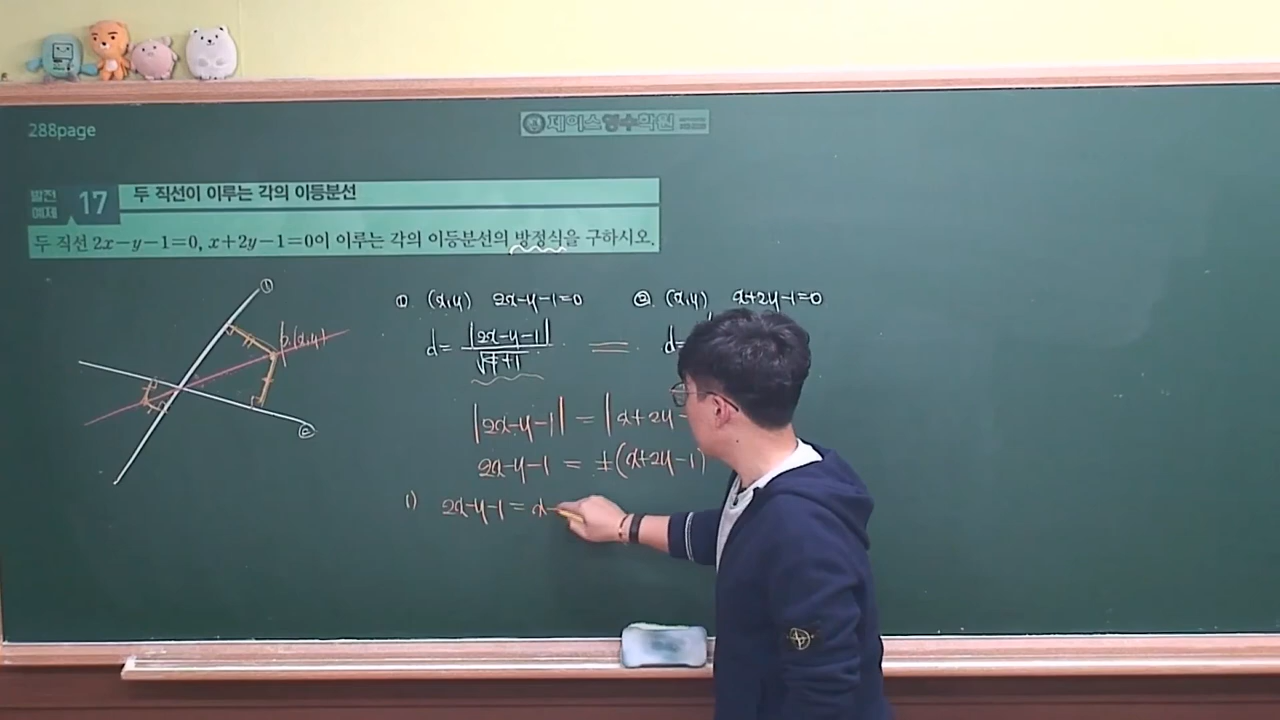 288page
제이스영수학원
발전
예제
17
두 직선이 이루는 각의 이등분선
두 직선 2x−y−1=0, x+2y−1=0이 이루는 각의 이등분선의 방정식을 구하시오.
①
P(x,y)
②
① (x,y) 2x-y-1=0
② (x,y) x+2y-1=0
d= |2x-y-1| / √4+1 =
d=
|2x-y-1| = |x+2y-
2x-y-1 = ±(x+2y-1)
1) 2x-y-1=x